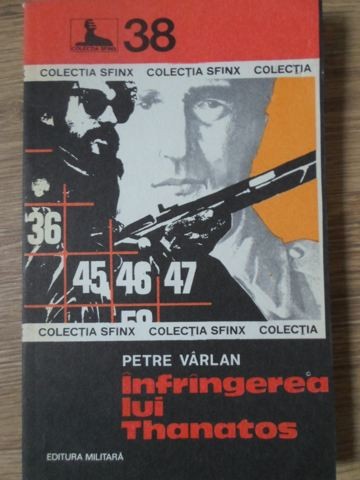 COLECȚIA SFINX
38
COLECȚIA SFINX COLECȚIA SFINX COLECȚIA
36
45 46 47
COLECȚIA SFINX COLECȚIA SFINX COLECȚIA
PETRE VÂRLAN
Înfrîngerea
lui
Thanatos
EDITURA MILITARĂ